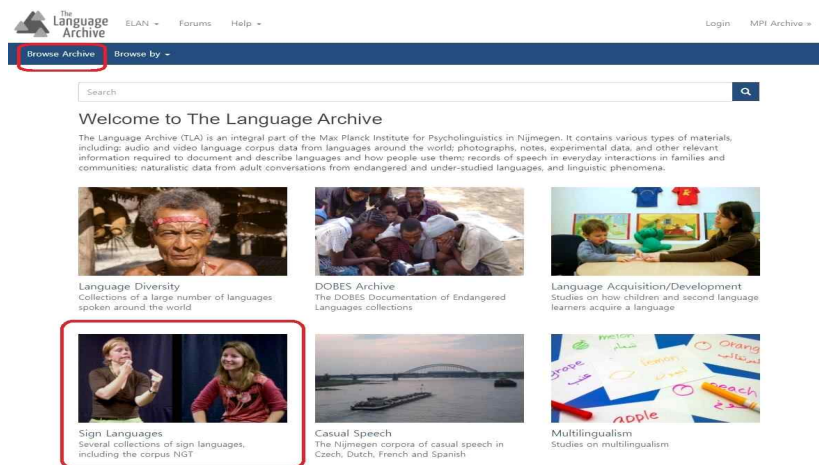 The
Language
Archive
ELAN Forums Help
Login MPI Archive »
Browse Archive Browse by
Search
Welcome to The Language Archive
The Language Archive (TLA) is an integral part of the Max Planck Institute for Psycholinguistics in Nijmegen. It contains various types of materials,
including: audio and video language corpus data from languages around the world; photographs, notes, experimental data, and other relevant
information required to document and describe languages and how people use them; records of speech in everyday interactions in families and
communities; naturalistic data from adult conversations from endangered and under-studied languages, and linguistic phenomena.
Language Diversity
Collections of a large number of languages
spoken around the world
DOBES Archive
The DOBES Documentation of Endangered
Languages collections
Language Acquisition/Development
Studies on how children and second language
learners acquire a language
melon
orang
lemon
peach
apple
Sign Languages
Several collections of sign languages,
including the corpus NGT
Casual Speech
The Nijmegen corpora of casual speech in
Czech, Dutch, French and Spanish
Multilingualism
Studies on multilingualism